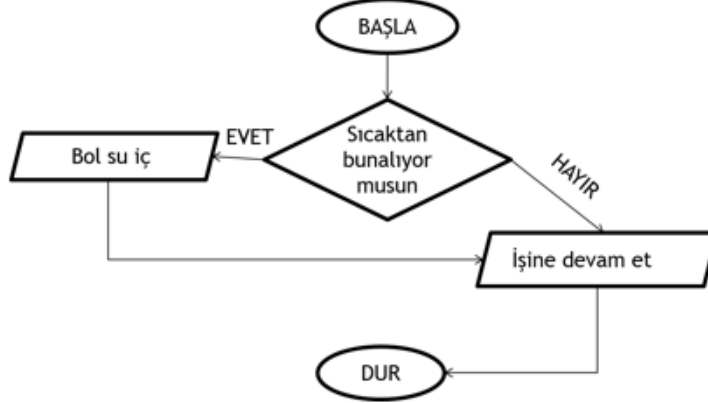 BAŞLA
Sıcaktan
bunalıyor
musun
EVET
Bol su iç
HAYIR
İşine devam et
DUR